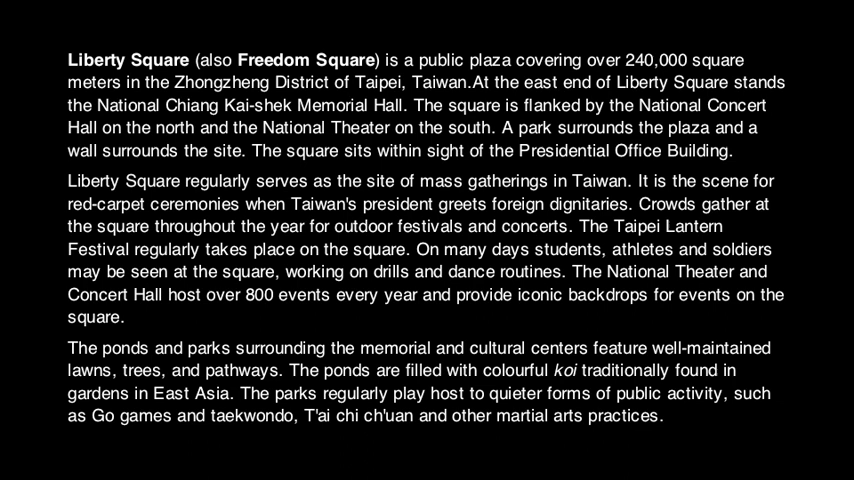 Liberty Square (also Freedom Square) is a public plaza covering over 240,000 square
meters in the Zhongzheng District of Taipei, Taiwan.At the east end of Liberty Square stands
the National Chiang Kai-shek Memorial Hall. The square is flanked by the National Concert
Hall on the north and the National Theater on the south. A park surrounds the plaza and a
wall surrounds the site. The square sits within sight of the Presidential Office Building.
Liberty Square regularly serves as the site of mass gatherings in Taiwan. It is the scene for
red-carpet ceremonies when Taiwan's president greets foreign dignitaries. Crowds gather at
the square throughout the year for outdoor festivals and concerts. The Taipei Lantern
Festival regularly takes place on the square. On many days students, athletes and soldiers
may be seen at the square, working on drills and dance routines. The National Theater and
Concert Hall host over 800 events every year and provide iconic backdrops for events on the
square.
The ponds and parks surrounding the memorial and cultural centers feature well-maintained
lawns, trees, and pathways. The ponds are filled with colourful koi traditionally found in
gardens in East Asia. The parks regularly play host to quieter forms of public activity, such
as Go games and taekwondo, T'ai chi ch'uan and other martial arts practices.